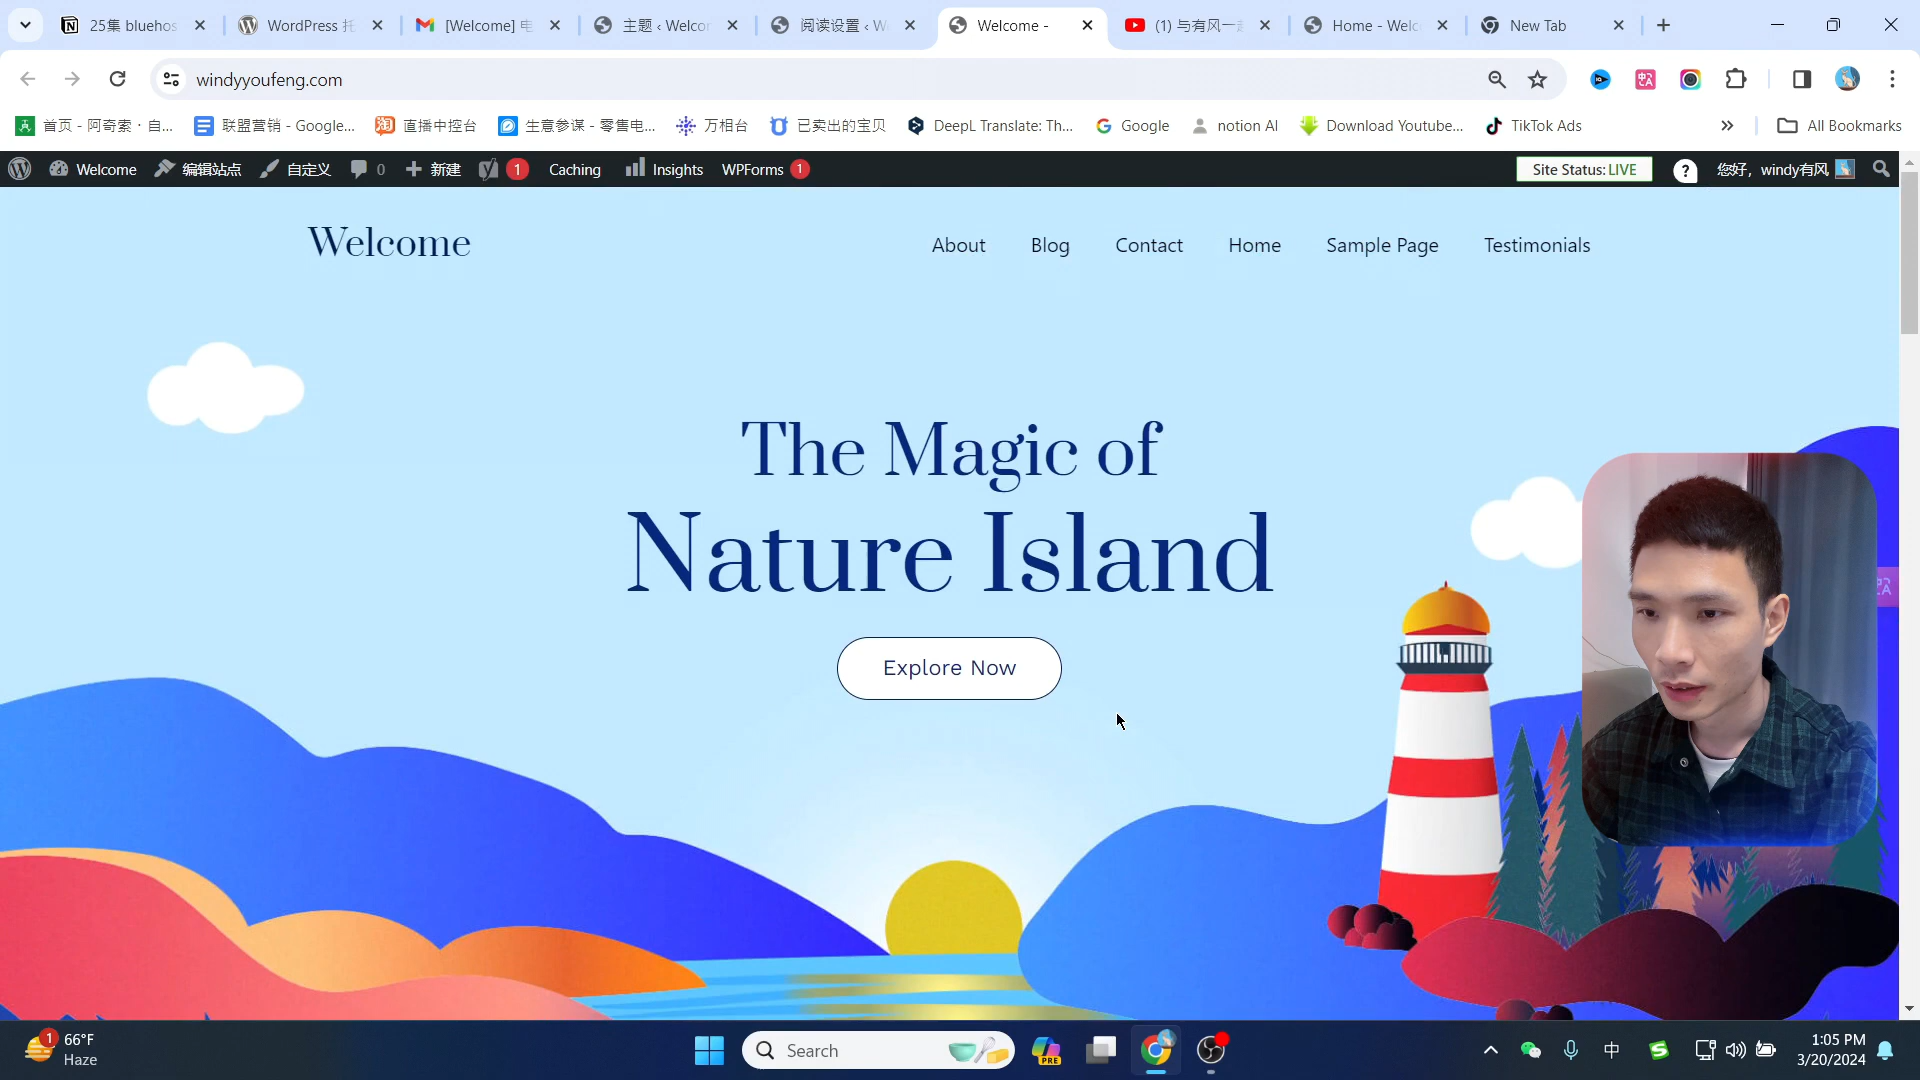 25集 bluehos
WordPress 托
[Welcome] 电
主题 ‹ Welcor
阅读设置 ‹ W
Welcome -
(1) 与有风一起
Home - Welc
New Tab
windyyoufeng.com
首页 - 阿奇索 · 自...
联盟营销 - Google...
直播中控台
生意参谋 - 零售电...
万相台
已卖出的宝贝
DeepL Translate: Th...
Google
notion AI
Download Youtube...
TikTok Ads
All Bookmarks
Welcome
编辑站点
自定义
0
新建
1
Caching
Insights
WPForms 1
Site Status: LIVE
?
您好，windy有风
Welcome
About
Blog
Contact
Home
Sample Page
Testimonials
The Magic of
Nature Island
Explore Now
1
66°F
Haze
Search
PRE
中
1:05 PM
3/20/2024